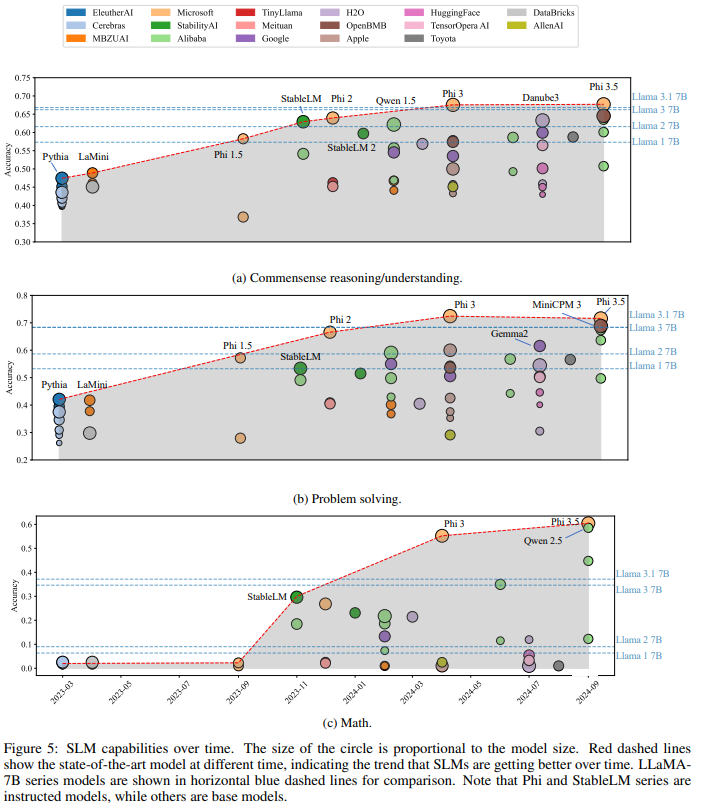 EleutherAI Microsoft TinyLlama H2O HuggingFace DataBricks
Cerebras StabilityAI Meituan OpenBMB TensorOpera AI AllenAI
MBZUAI Alibaba Google Apple Toyota
0.75
0.70
0.65
0.60
0.55
0.50
0.45
0.40
0.35
0.30
Accuracy
Pythia
LaMini
Phi 1.5
StableLM
Phi 2
StableLM 2
Qwen 1.5
Phi 3
Danube3
Phi 3.5
Llama 3.1 7B
Llama 3 7B
Llama 2 7B
Llama 1 7B
(a) Commensense reasoning/understanding.
0.8
0.7
0.6
0.5
0.4
0.3
0.2
Accuracy
Pythia
LaMini
Phi 1.5
StableLM
Phi 2
Phi 3
Gemma2
MiniCPM 3
Phi 3.5
Llama 3.1 7B
Llama 3 7B
Llama 2 7B
Llama 1 7B
(b) Problem solving.
0.6
0.5
0.4
0.3
0.2
0.1
0.0
Accuracy
StableLM
Phi 3
Phi 3.5
Qwen 2.5
Llama 3.1 7B
Llama 3 7B
Llama 2 7B
Llama 1 7B
2023-03
2023-05
2023-07
2023-09
2023-11
2024-01
2024-03
2024-05
2024-07
2024-09
(c) Math.
Figure 5: SLM capabilities over time. The size of the circle is proportional to the model size. Red dashed lines
show the state-of-the-art model at different time, indicating the trend that SLMs are getting better over time. LLaMA-
7B series models are shown in horizontal blue dashed lines for comparison. Note that Phi and StableLM series are
instructed models, while others are base models.